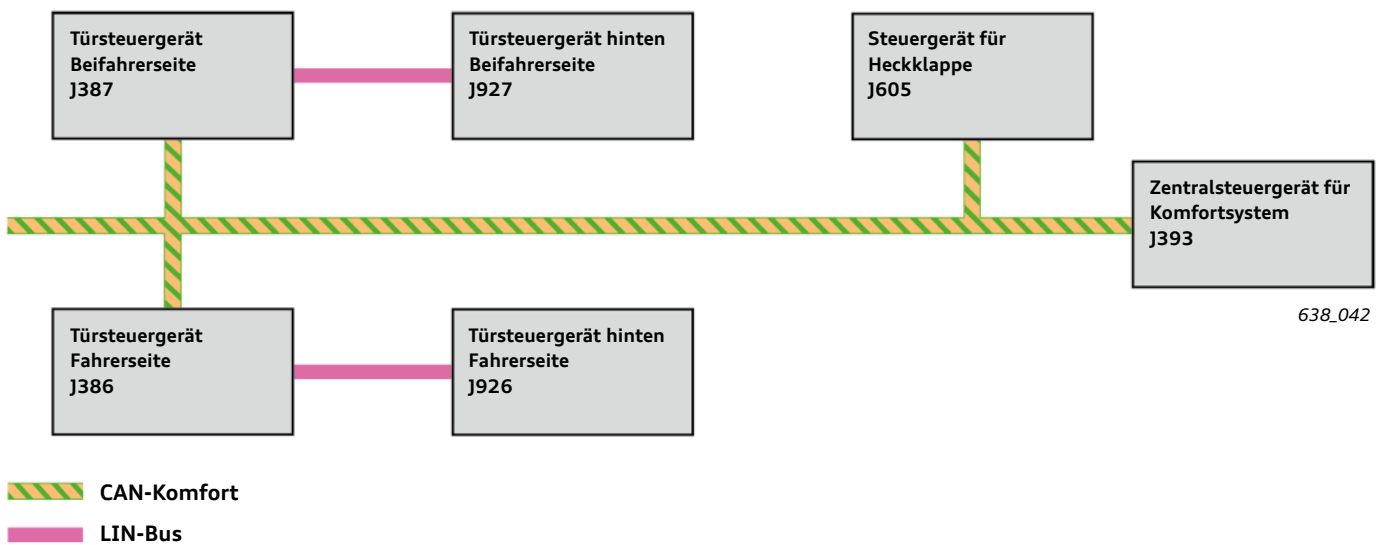 Türsteuergerät
Beifahrerseite
J387
Türsteuergerät hinten
Beifahrerseite
J927
Steuergerät für
Heckklappe
J605
Zentralsteuergerät für
Komfortsystem
J393
638_042
Türsteuergerät
Fahrerseite
J386
Türsteuergerät hinten
Fahrerseite
J926
CAN-Komfort
LIN-Bus